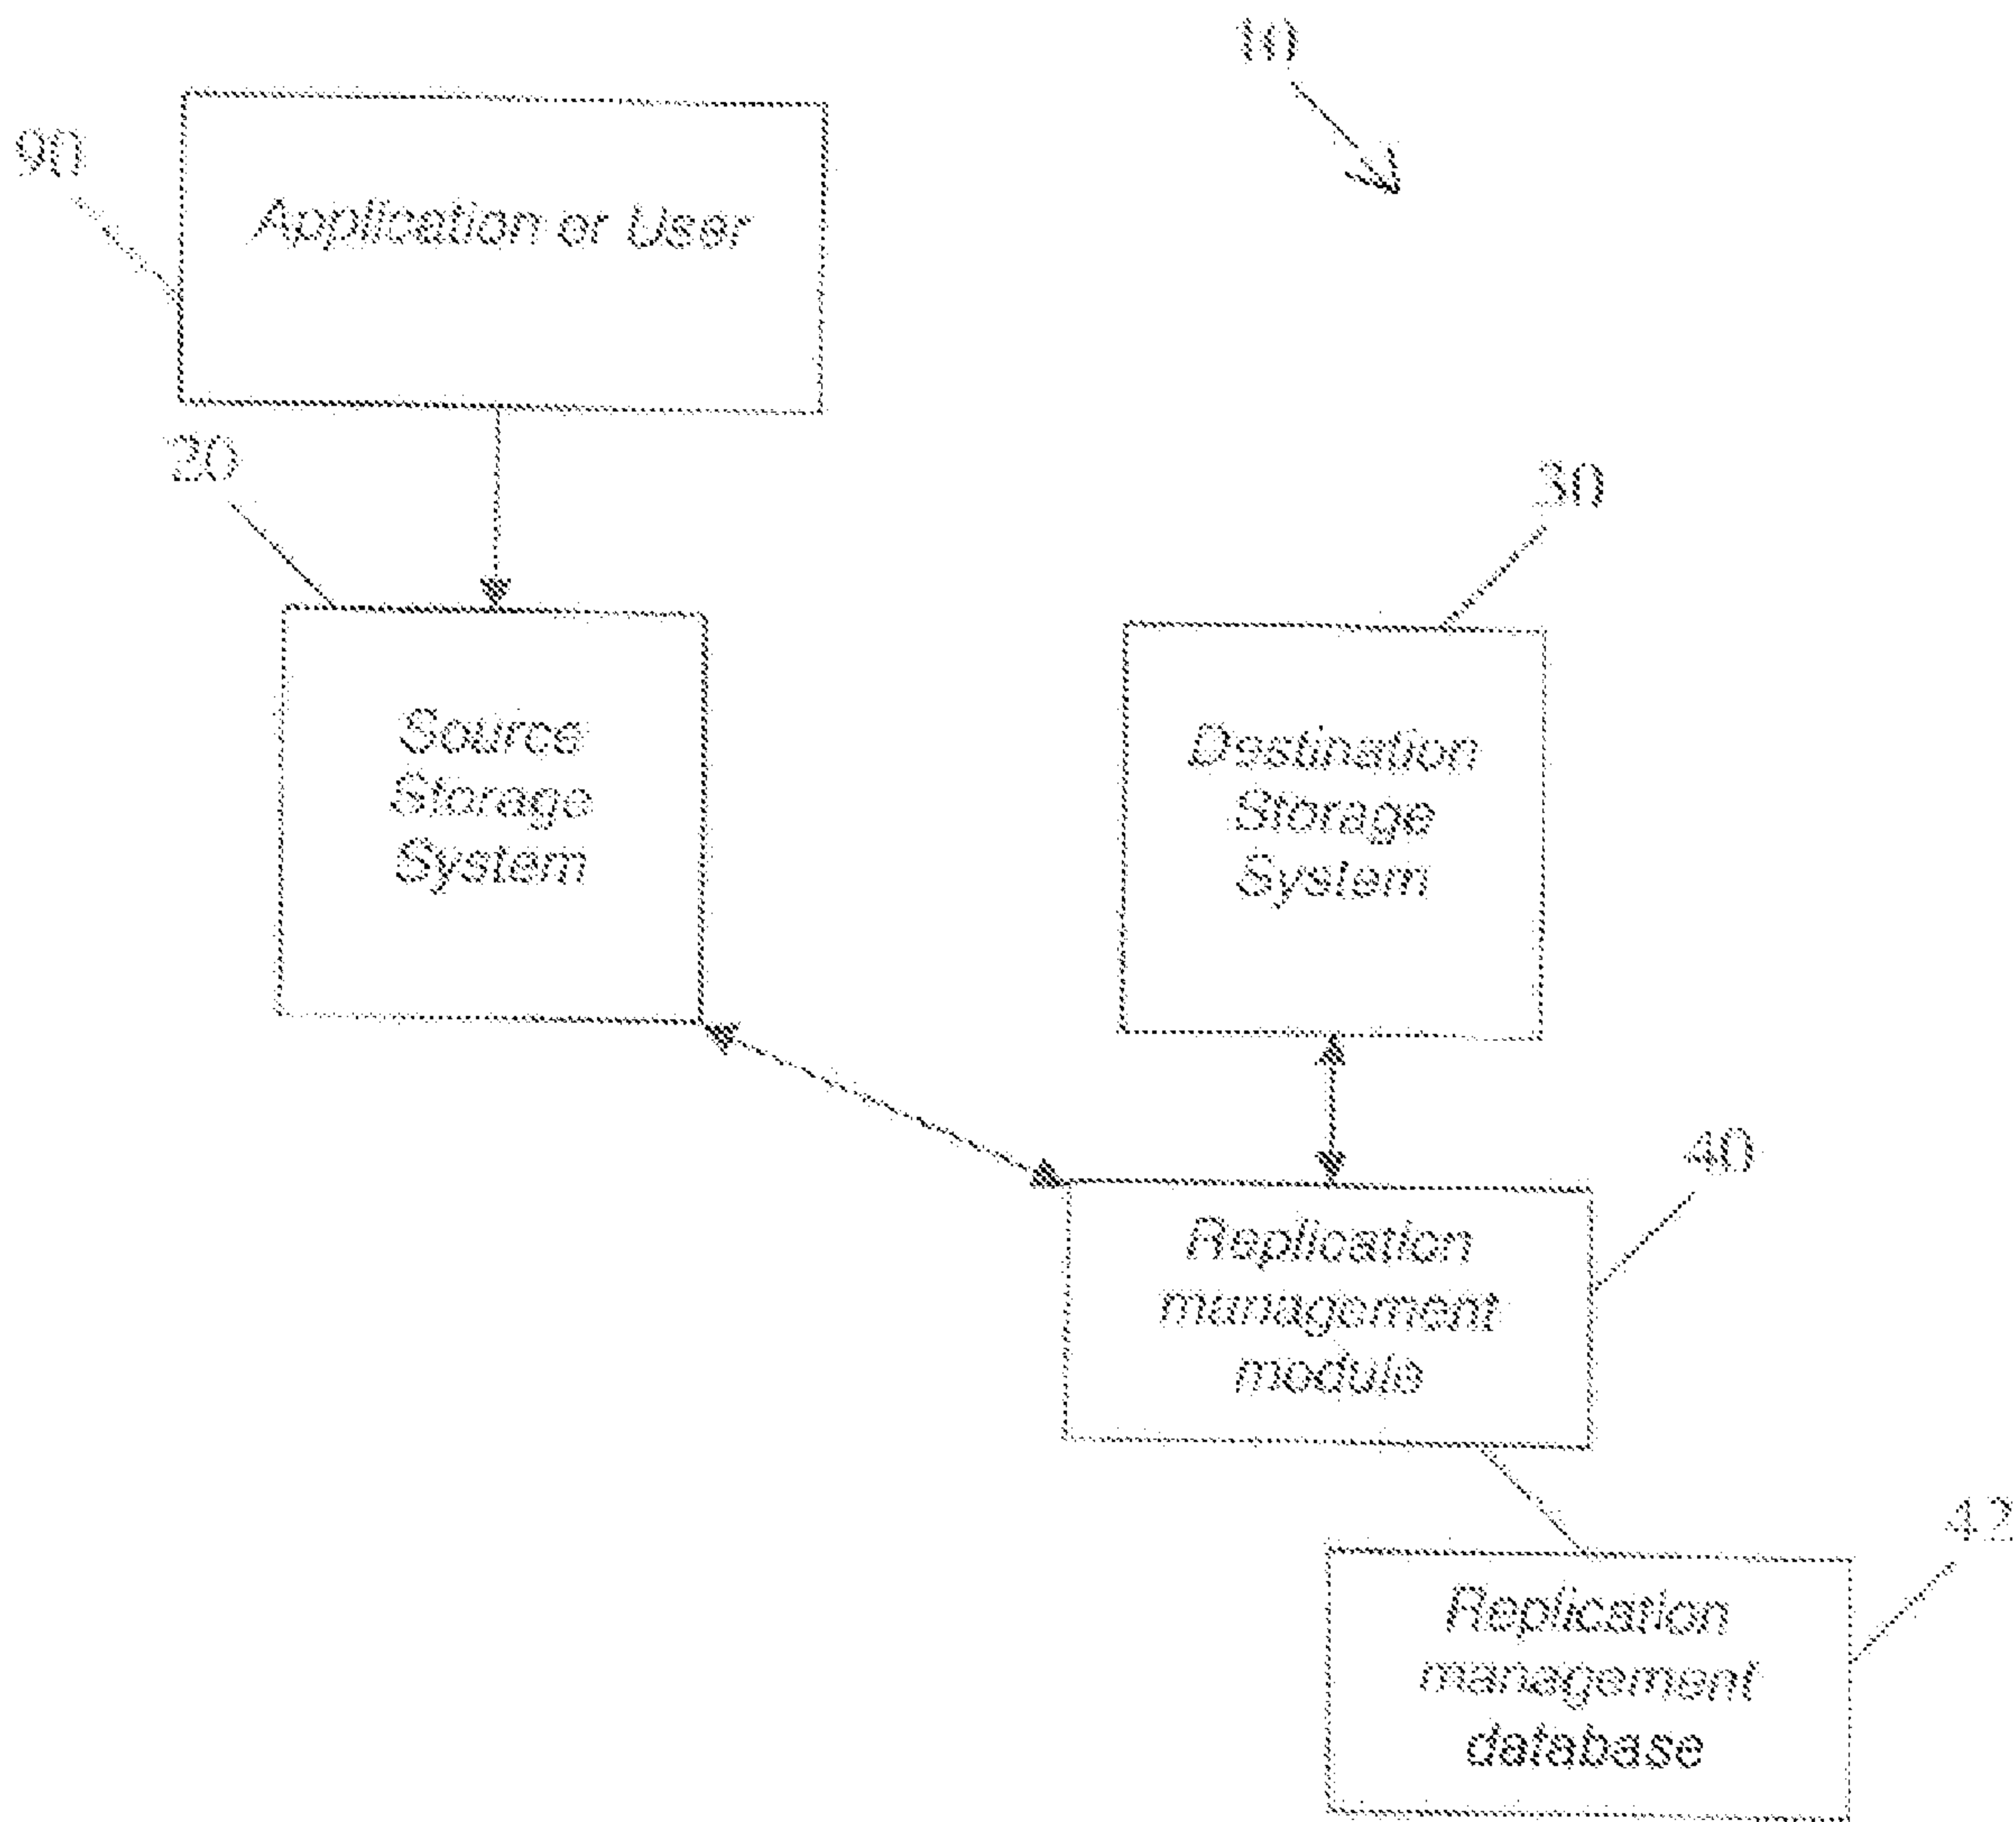 10
90
Application or User
20
30
Source
Storage
System
Destination
Storage
System
40
Replication
management
module
42
Replication
management
database